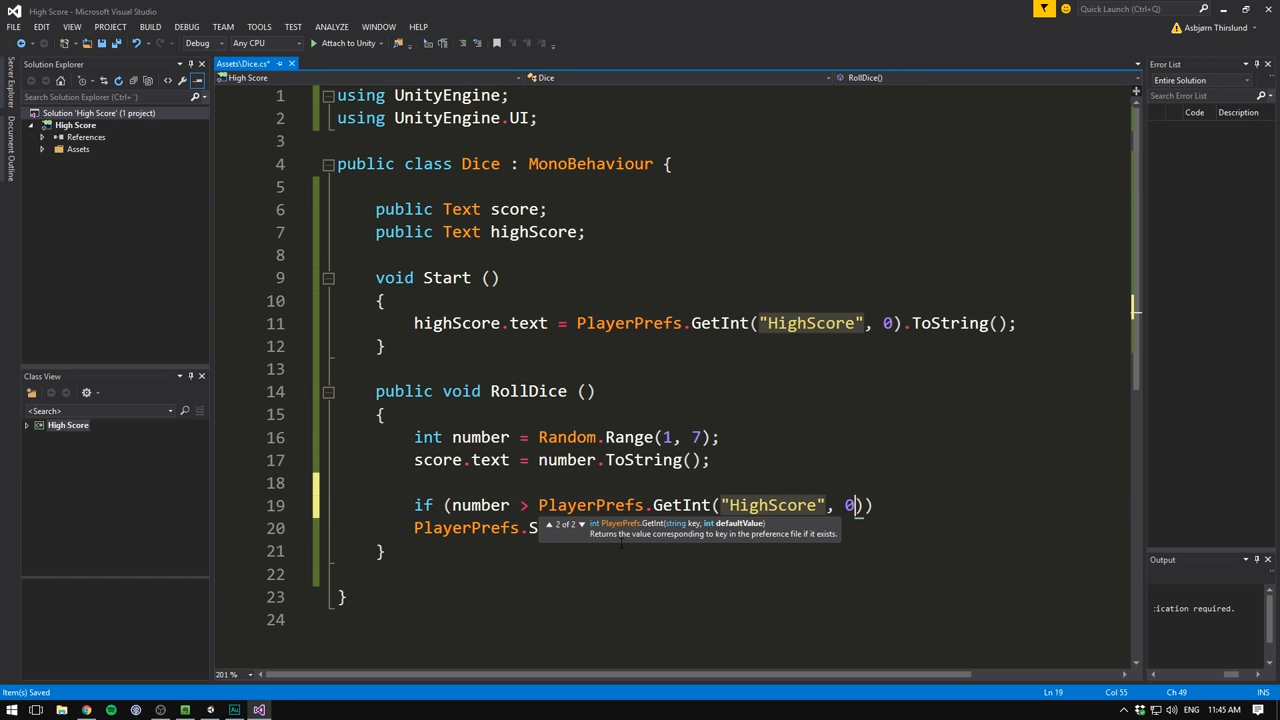 High Score - Microsoft Visual Studio
Quick Launch (Ctrl+Q)
FILE EDIT VIEW PROJECT BUILD DEBUG TEAM TOOLS TEST ANALYZE WINDOW HELP
Asbjørn Thirslund
Debug Any CPU Attach to Unity
Server Explorer
Document Outline
Solution Explorer
Search Solution Explorer (Ctrl+')
Solution 'High Score' (1 project)
High Score
References
Assets
Class View
<Search>
High Score
Assets\Dice.cs*
High Score Dice RollDice()
1 using UnityEngine;
2 using UnityEngine.UI;
3
4 public class Dice : MonoBehaviour {
5
6 public Text score;
7 public Text highScore;
8
9 void Start ()
10 {
11 highScore.text = PlayerPrefs.GetInt("HighScore", 0).ToString();
12 }
13
14 public void RollDice ()
15 {
16 int number = Random.Range(1, 7);
17 score.text = number.ToString();
18
19 if (number > PlayerPrefs.GetInt("HighScore", 0))
20 PlayerPrefs.S
2 of 2 int PlayerPrefs.GetInt(string key, int defaultValue)
Returns the value corresponding to key in the preference file if it exists.
21 }
22
23 }
24
201 %
Error List
Entire Solution
Search Error List
Code Description
Output
ication required.
Item(s) Saved Ln 19 Col 55 Ch 49 INS
11:45 AM